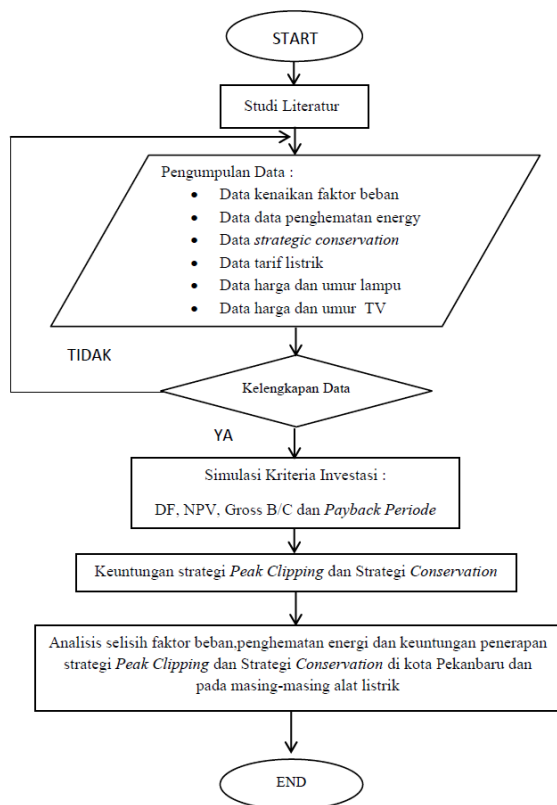 START
Studi Literatur
Pengumpulan Data :
• Data kenaikan faktor beban
• Data data penghematan energy
• Data strategic conservation
• Data tarif listrik
• Data harga dan umur lampu
• Data harga dan umur TV
TIDAK
Kelengkapan Data
YA
Simulasi Kriteria Investasi :
DF, NPV, Gross B/C dan Payback Periode
Keuntungan strategi Peak Clipping dan Strategi Conservation
Analisis selisih faktor beban,penghematan energi dan keuntungan penerapan
strategi Peak Clipping dan Strategi Conservation di kota Pekanbaru dan
pada masing-masing alat listrik
END